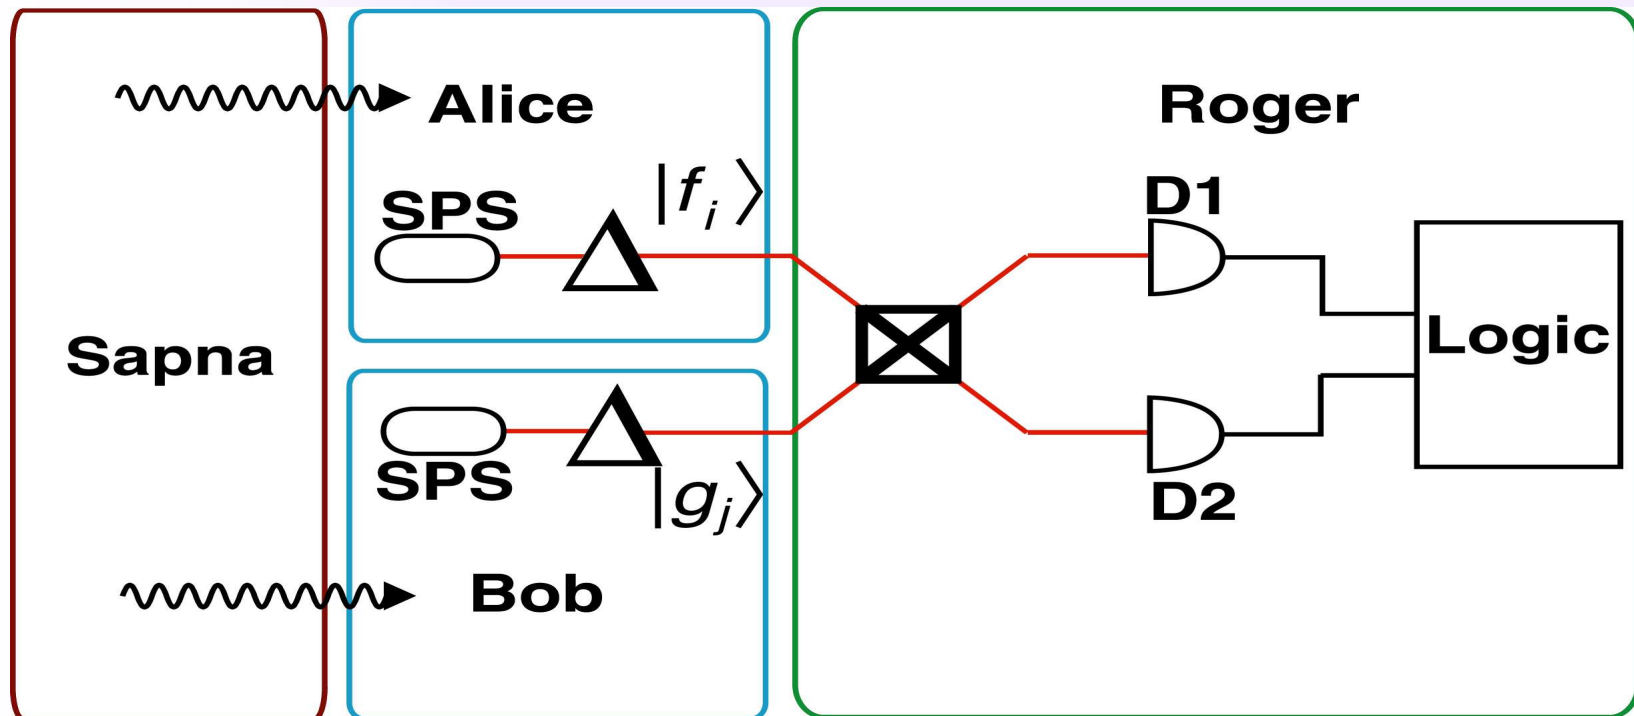 Alice
Roger
SPS
|f_i⟩
D1
Sapna
Logic
SPS
|g_j⟩
D2
Bob